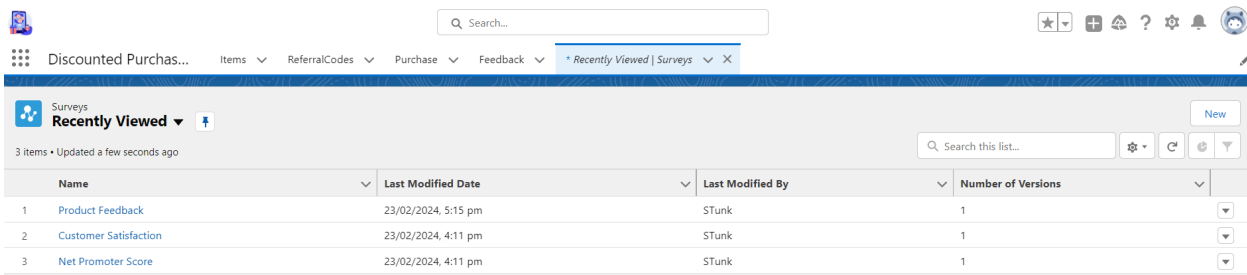 Search...
Discounted Purchas... Items ReferralCodes Purchase Feedback * Recently Viewed | Surveys
Surveys
Recently Viewed
New
3 items • Updated a few seconds ago
Search this list...
Name Last Modified Date Last Modified By Number of Versions
1 Product Feedback 23/02/2024, 5:15 pm STunk 1
2 Customer Satisfaction 23/02/2024, 4:11 pm STunk 1
3 Net Promoter Score 23/02/2024, 4:11 pm STunk 1